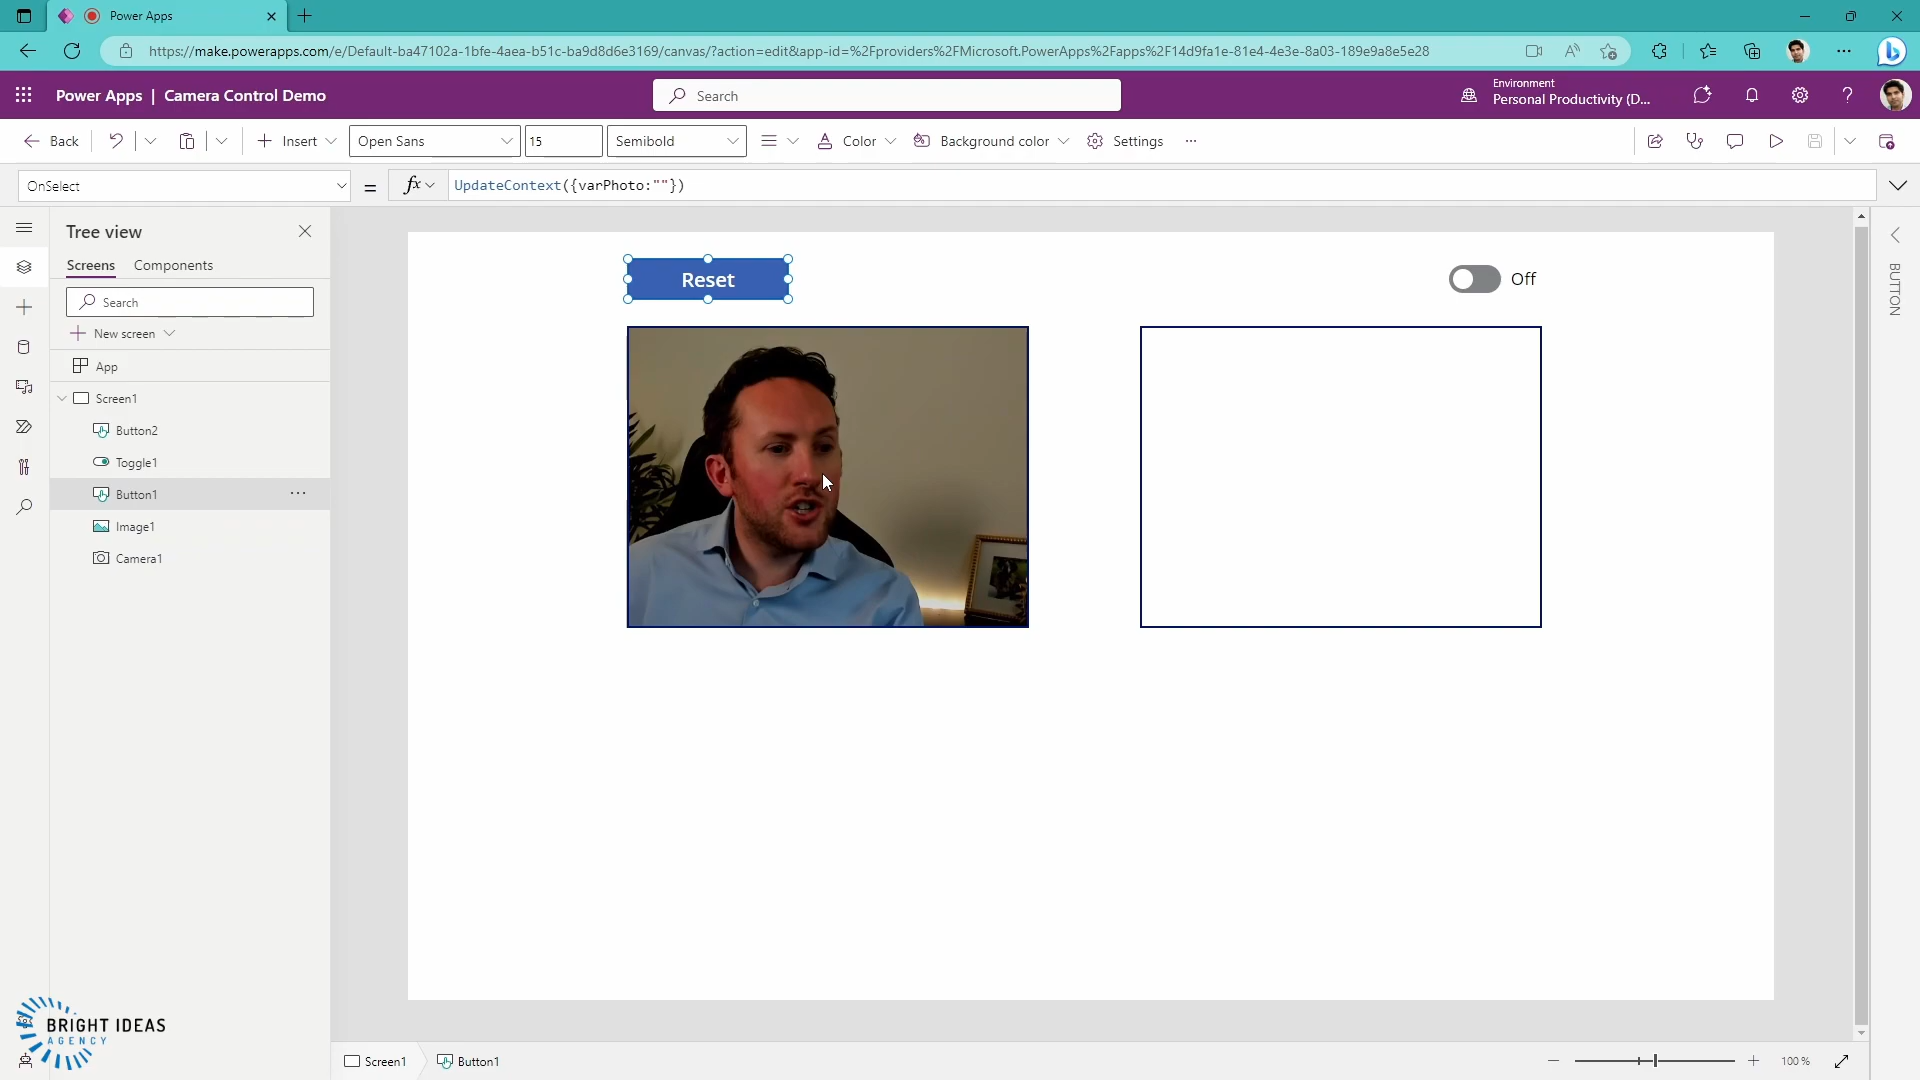 Power Apps
https://make.powerapps.com/e/Default-ba47102a-1bfe-4aea-b51c-ba9d8d6e3169/canvas/?action=edit&app-id=%2Fproviders%2FMicrosoft.PowerApps%2Fapps%2F14d9fa1e-81e4-4e3e-8a03-189e9a8e5e28
Power Apps | Camera Control Demo
Search
Environment
Personal Productivity (D...
Back
Insert
Open Sans
15
Semibold
Color
Background color
Settings
OnSelect
=
fx
UpdateContext({varPhoto:""})
Tree view
Screens
Components
Search
New screen
App
Screen1
Button2
Toggle1
Button1
Image1
Camera1
Reset
Off
BUTTON
BRIGHT IDEAS
AGENCY
Screen1
Button1
100 %